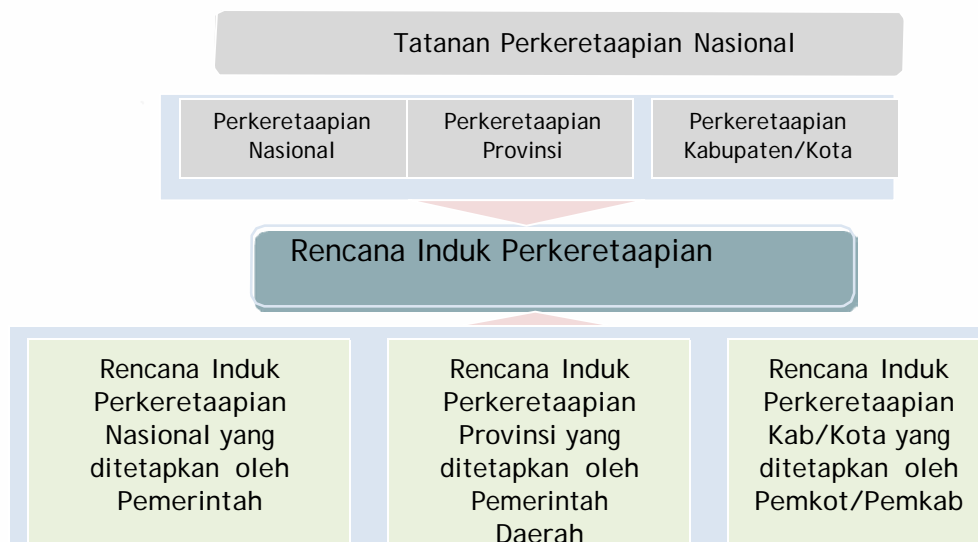 Tatanan Perkeretaapian Nasional
Perkeretaapian
Nasional
Perkeretaapian
Provinsi
Perkeretaapian
Kabupaten/Kota
Rencana Induk Perkeretaapian
Rencana Induk
Perkeretaapian
Nasional yang
ditetapkan oleh
Pemerintah
Rencana Induk
Perkeretaapian
Provinsi yang
ditetapkan oleh
Pemerintah
Daerah
Rencana Induk
Perkeretaapian
Kab/Kota yang
ditetapkan oleh
Pemkot/Pemkab